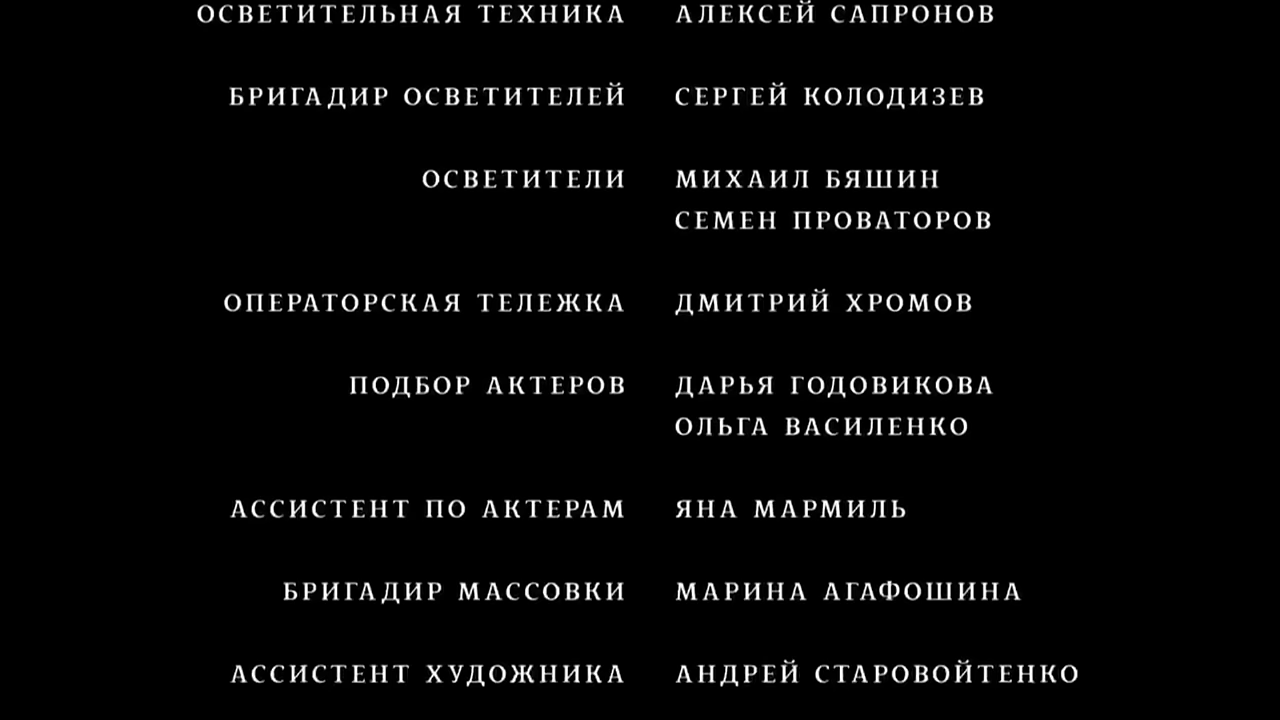 ОСВЕТИТЕЛЬНАЯ ТЕХНИКА АЛЕКСЕЙ САПРОНОВ
БРИГАДИР ОСВЕТИТЕЛЕЙ СЕРГЕЙ КОЛОДИЗЕВ
ОСВЕТИТЕЛИ МИХАИЛ БЯШИН
СЕМЕН ПРОВАТОРОВ
ОПЕРАТОРСКАЯ ТЕЛЕЖКА ДМИТРИЙ ХРОМОВ
ПОДБОР АКТЕРОВ ДАРЬЯ ГОДОВИКОВА
ОЛЬГА ВАСИЛЕНКО
АССИСТЕНТ ПО АКТЕРАМ ЯНА МАРМИЛЬ
БРИГАДИР МАССОВКИ МАРИНА АГАФОШИНА
АССИСТЕНТ ХУДОЖНИКА АНДРЕЙ СТАРОВОЙТЕНКО